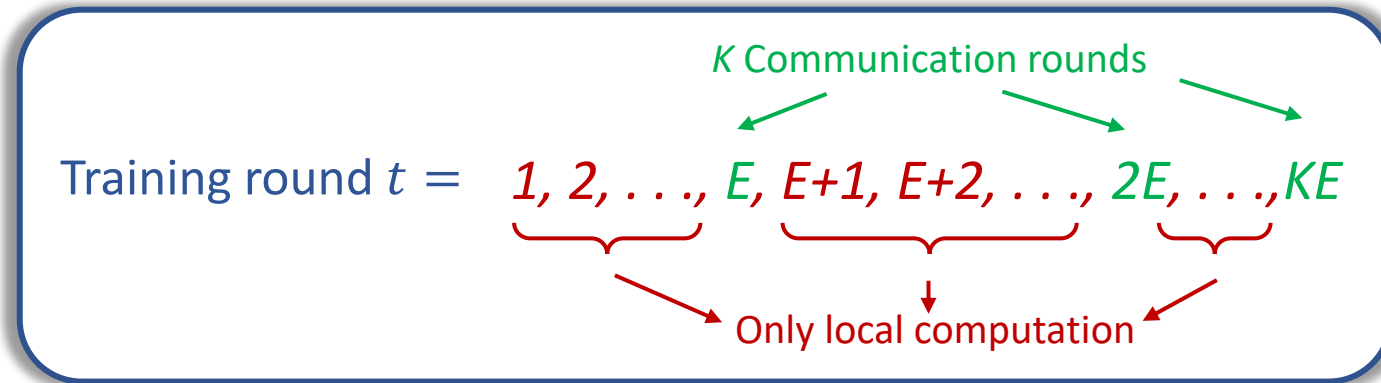 K Communication rounds
Training round t = 1, 2, . . ., E, E+1, E+2, . . ., 2E, . . .,KE
Only local computation